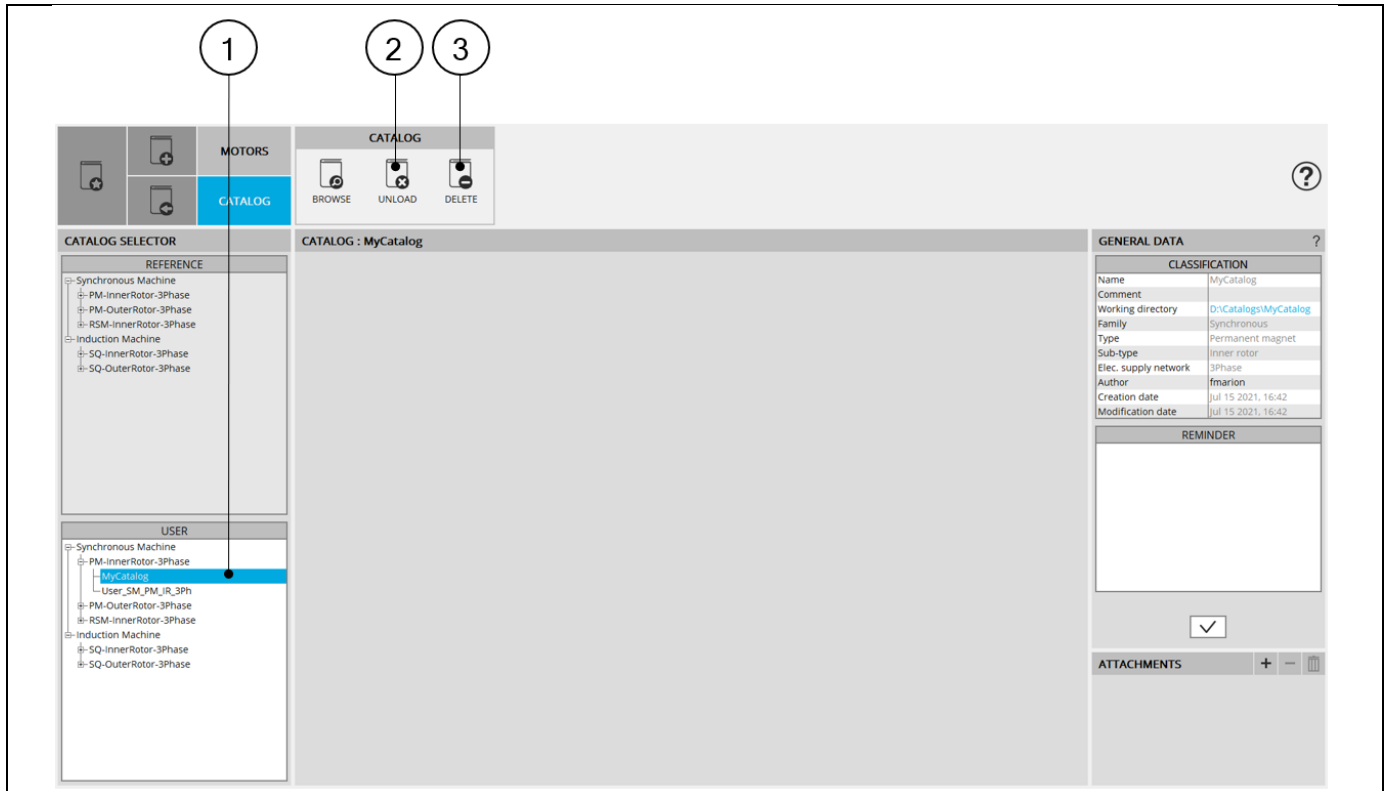 1
2
3
MOTORS
CATALOG
CATALOG
BROWSE
UNLOAD
DELETE
?
CATALOG SELECTOR
REFERENCE
Synchronous Machine
PM-InnerRotor-3Phase
PM-OuterRotor-3Phase
RSM-InnerRotor-3Phase
Induction Machine
SQ-InnerRotor-3Phase
SQ-OuterRotor-3Phase
USER
Synchronous Machine
PM-InnerRotor-3Phase
MyCatalog
User_SM_PM_IR_3Ph
PM-OuterRotor-3Phase
RSM-InnerRotor-3Phase
Induction Machine
SQ-InnerRotor-3Phase
SQ-OuterRotor-3Phase
CATALOG : MyCatalog
GENERAL DATA ?
CLASSIFICATION
Name MyCatalog
Comment
Working directory D:\Catalogs\MyCatalog
Family Synchronous
Type Permanent magnet
Sub-type Inner rotor
Elec. supply network 3Phase
Author fmarion
Creation date Jul 15 2021, 16:42
Modification date Jul 15 2021, 16:42
REMINDER
ATTACHMENTS